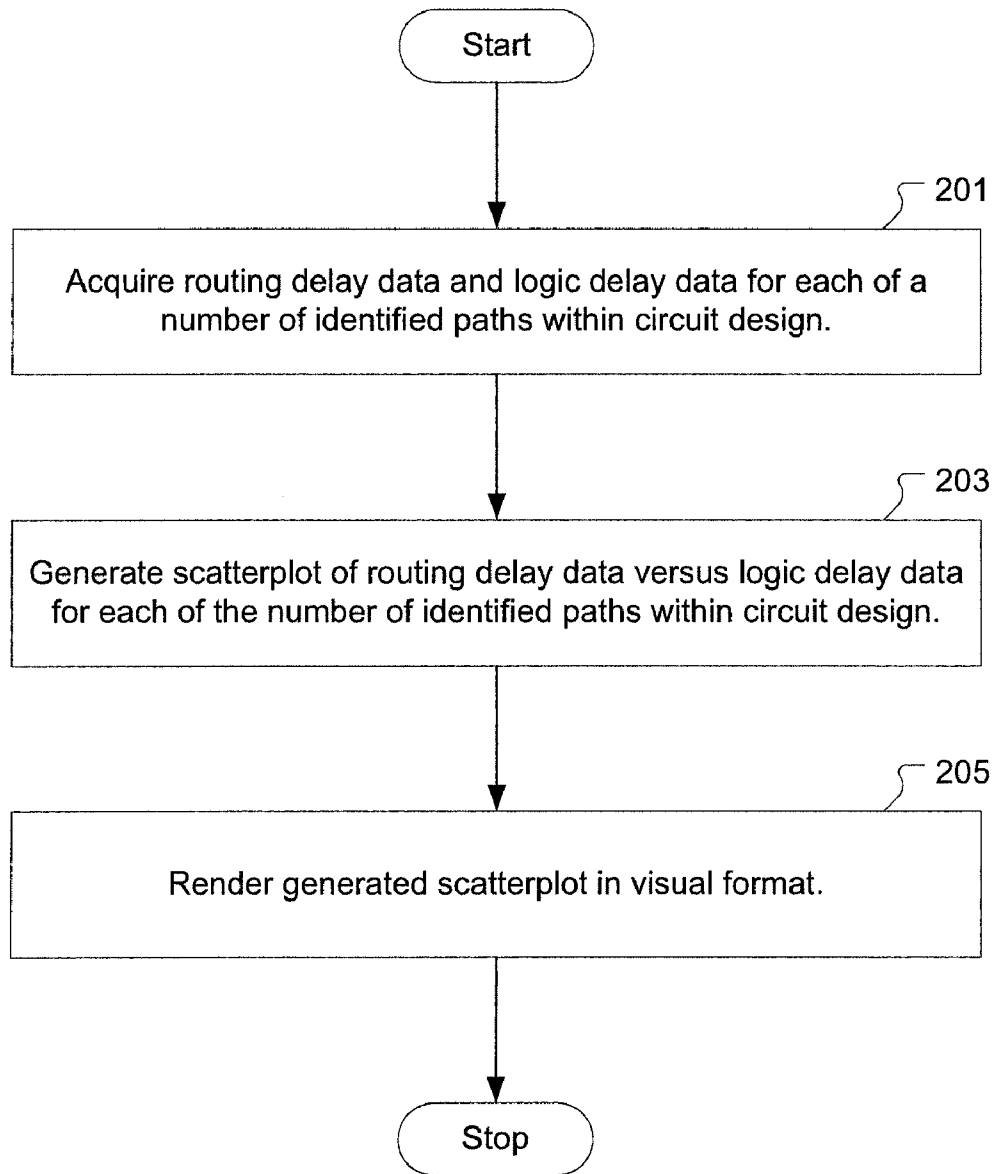 Start
201
Acquire routing delay data and logic delay data for each of a
number of identified paths within circuit design.
203
Generate scatterplot of routing delay data versus logic delay data
for each of the number of identified paths within circuit design.
205
Render generated scatterplot in visual format.
Stop